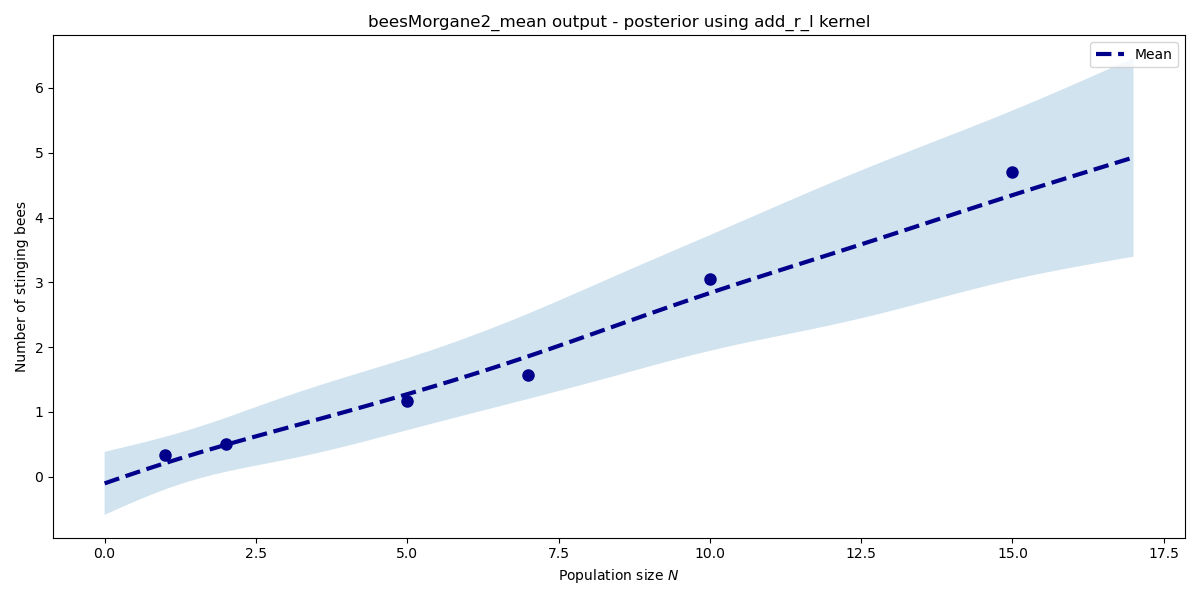 beesMorgane2_mean output - posterior using add_r_l kernel
Mean
Number of stinging bees
6
5
4
3
2
1
0
0.0 2.5 5.0 7.5 10.0 12.5 15.0 17.5
Population size N